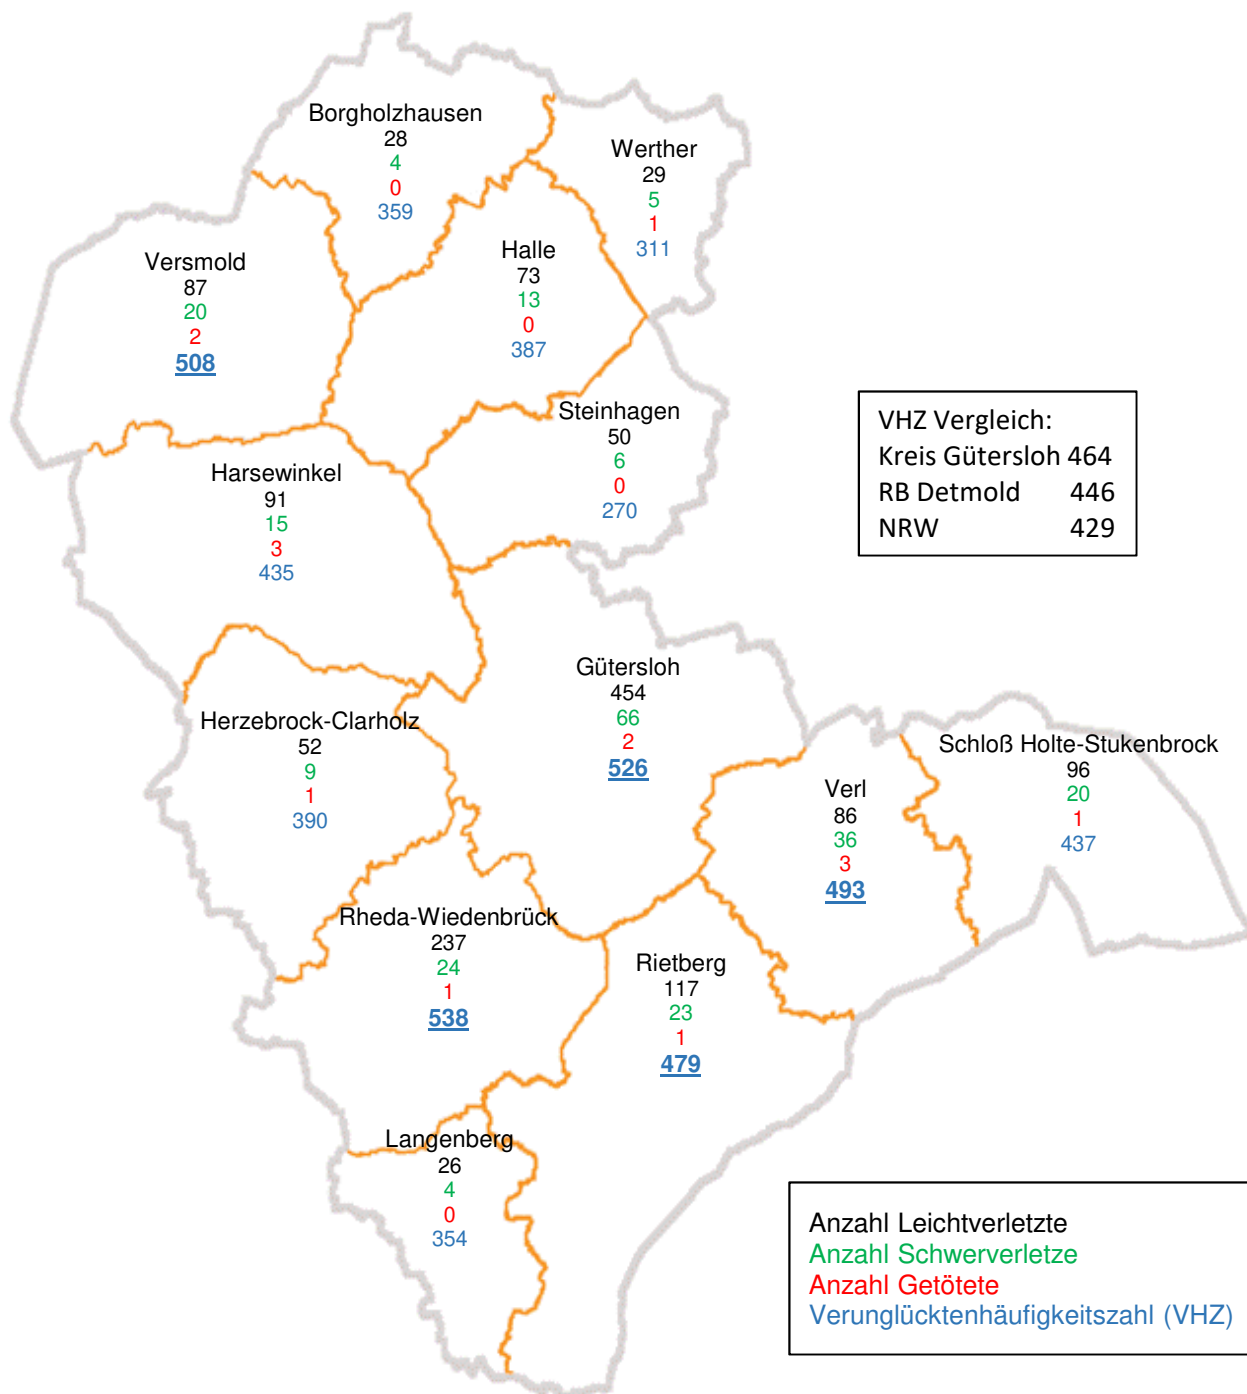 Borgholzhausen
28
4
0
359
Werther
29
5
1
311
Versmold
87
20
2
508
Halle
73
13
0
387
Steinhagen
50
6
0
270
VHZ Vergleich:
Kreis Gütersloh 464
RB Detmold 446
NRW 429
Harsewinkel
91
15
3
435
Gütersloh
454
66
2
526
Herzebrock-Clarholz
52
9
1
390
Schloß Holte-Stukenbrock
96
20
1
437
Verl
86
36
3
493
Rheda-Wiedenbrück
237
24
1
538
Rietberg
117
23
1
479
Langenberg
26
4
0
354
Anzahl Leichtverletzte
Anzahl Schwerverletze
Anzahl Getötete
Verunglücktenhäufigkeitszahl (VHZ)